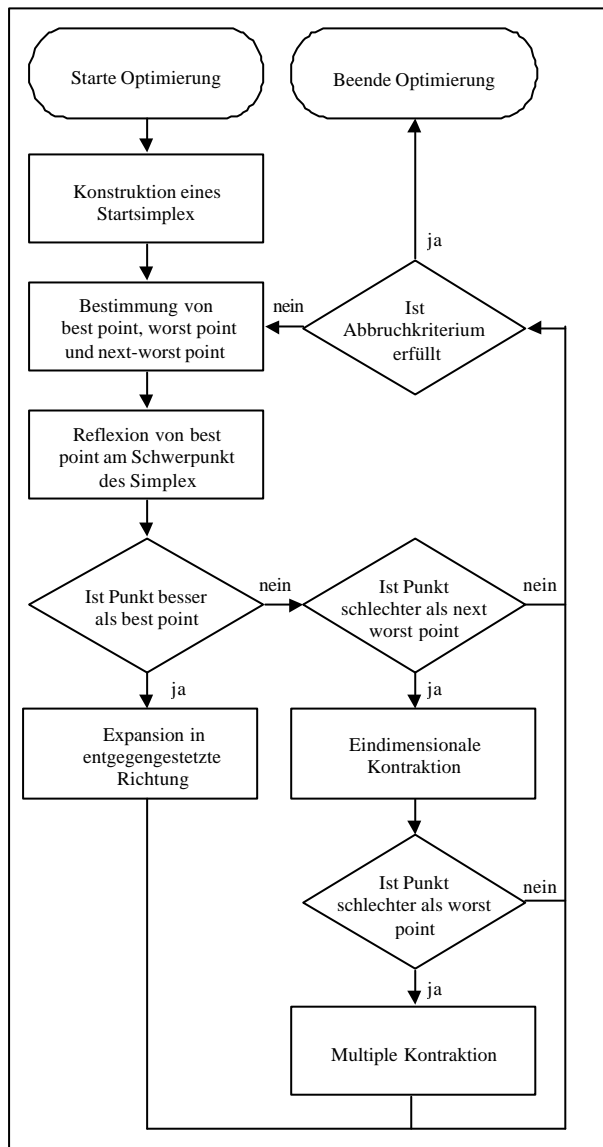 Starte Optimierung
Beende Optimierung
Konstruktion eines
Startsimplex
ja
Bestimmung von
best point, worst point
und next-worst point
nein
Ist
Abbruchkriterium
erfüllt
Reflexion von best
point am Schwerpunkt
des Simplex
Ist Punkt besser
als best point
nein
Ist Punkt
schlechter als next
worst point
nein
ja
ja
Expansion in
entgegengestetzte
Richtung
Eindimensionale
Kontraktion
Ist Punkt
schlechter als worst
point
nein
ja
Multiple Kontraktion